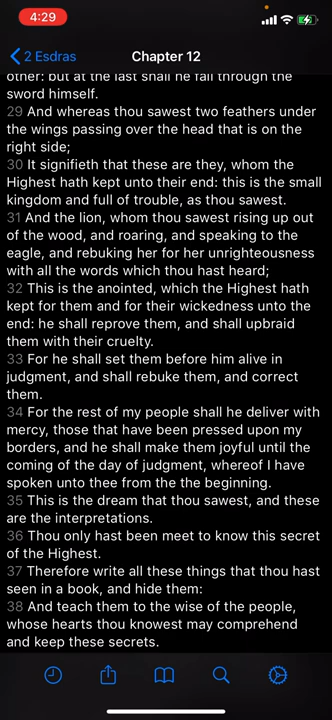 4:29
2 Esdras
Chapter 12
other: but at the last shall he fall through the
sword himself.
29 And whereas thou sawest two feathers under
the wings passing over the head that is on the
right side;
30 It signifieth that these are they, whom the
Highest hath kept unto their end: this is the small
kingdom and full of trouble, as thou sawest.
31 And the lion, whom thou sawest rising up out
of the wood, and roaring, and speaking to the
eagle, and rebuking her for her unrighteousness
with all the words which thou hast heard;
32 This is the anointed, which the Highest hath
kept for them and for their wickedness unto the
end: he shall reprove them, and shall upbraid
them with their cruelty.
33 For he shall set them before him alive in
judgment, and shall rebuke them, and correct
them.
34 For the rest of my people shall he deliver with
mercy, those that have been pressed upon my
borders, and he shall make them joyful until the
coming of the day of judgment, whereof I have
spoken unto thee from the the beginning.
35 This is the dream that thou sawest, and these
are the interpretations.
36 Thou only hast been meet to know this secret
of the Highest.
37 Therefore write all these things that thou hast
seen in a book, and hide them:
38 And teach them to the wise of the people,
whose hearts thou knowest may comprehend
and keep these secrets.